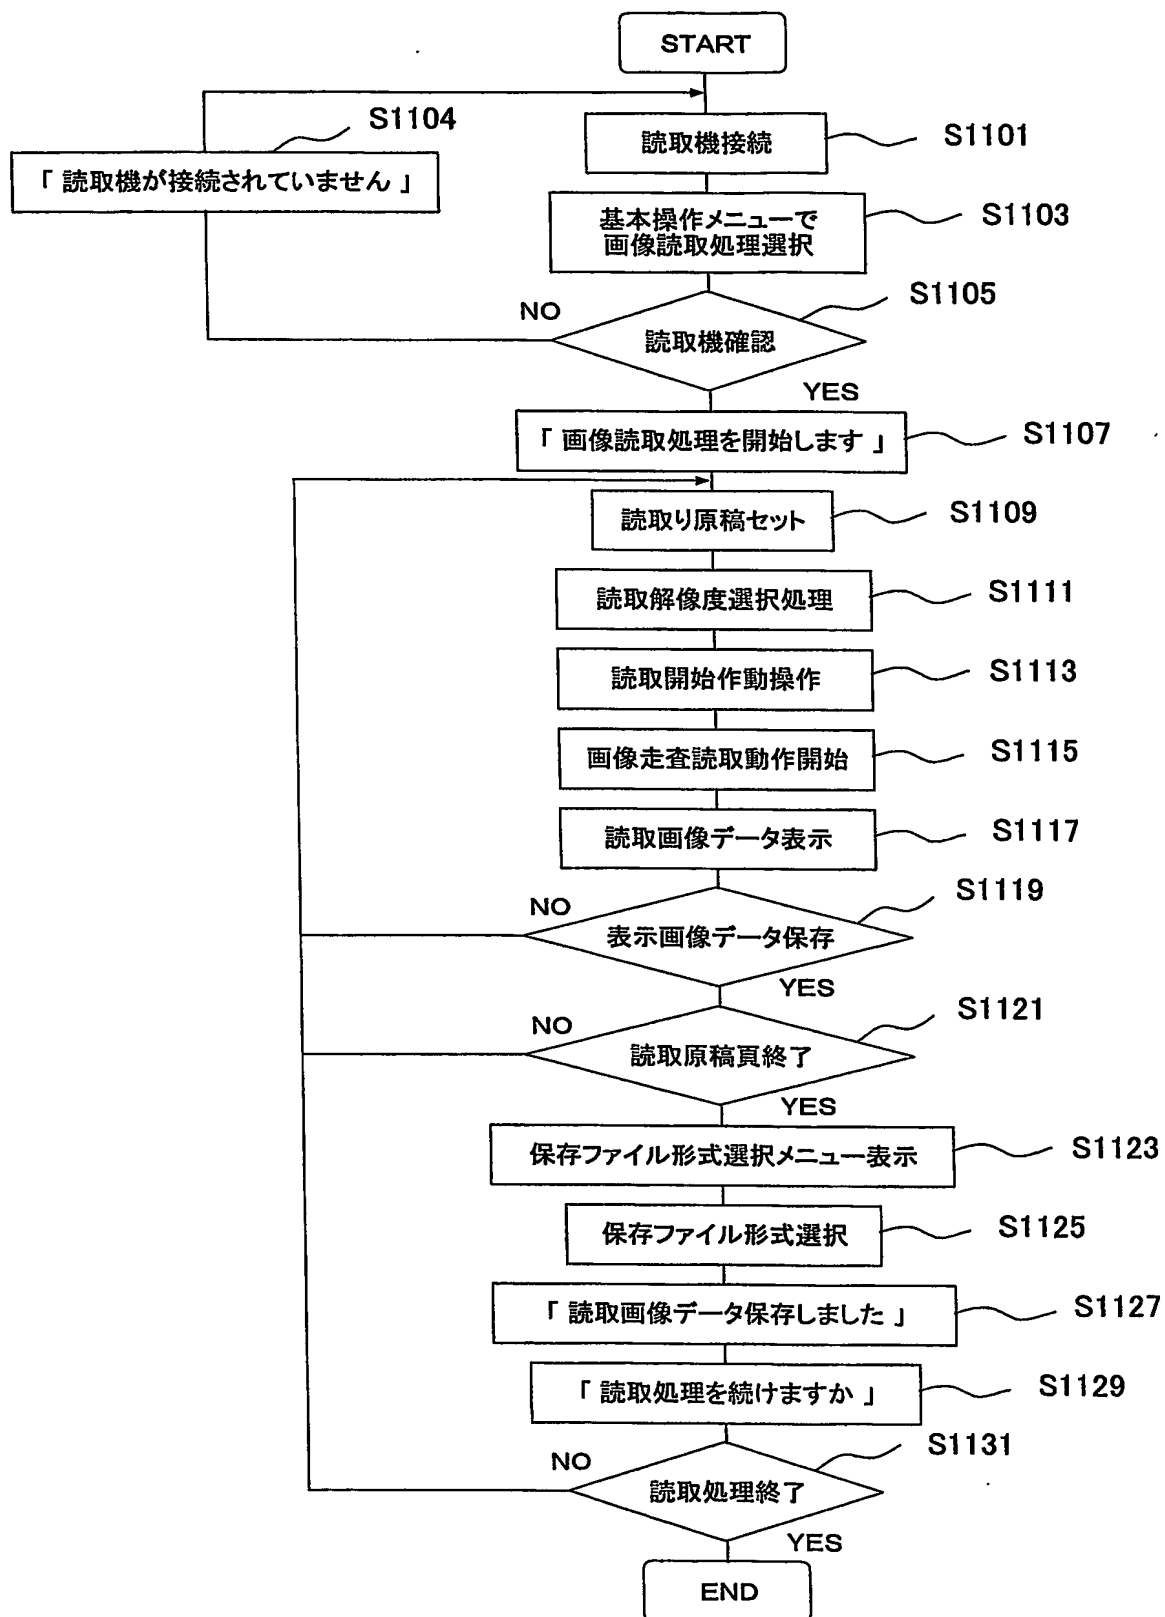 START
S1104
S1101
読取機接続
「 読取機が接続されていません 」
S1103
基本操作メニューで
画像読取処理選択
S1105
NO
読取機確認
YES
「 画像読取処理を開始します 」
S1107
読取り原稿セット
S1109
読取解像度選択処理
S1111
読取開始作動操作
S1113
画像走査読取動作開始
S1115
読取画像データ表示
S1117
S1119
NO
表示画像データ保存
YES
S1121
NO
読取原稿頁終了
YES
保存ファイル形式選択メニュー表示
S1123
保存ファイル形式選択
S1125
「 読取画像データ保存しました 」
S1127
「 読取処理を続けますか 」
S1129
S1131
NO
読取処理終了
YES
END